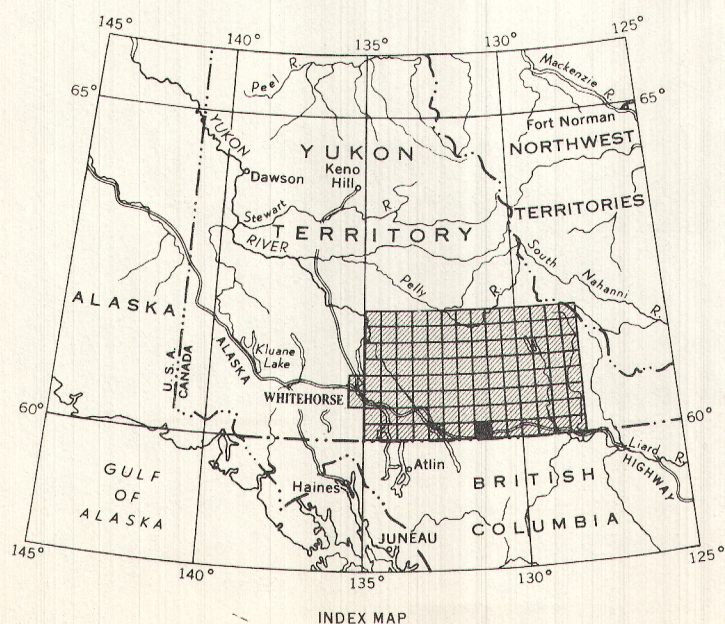 145°
140°
135°
130°
125°
65°
Peel R.
Mackenzie R.
65°
Fort Norman
YUKON
YUKON
NORTHWEST
Keno
Hill
Dawson
TERRITORIES
Stewart R.
TERRITORY
RIVER
South
Nahanni
R.
Pelly R.
ALASKA
Kluane
Lake
ALASKA
U.S.A.
CANADA
WHITEHORSE
60°
60°
Liard R.
HIGHWAY
GULF
OF
ALASKA
Haines
Atlin
BRITISH
COLUMBIA
JUNEAU
145°
140°
135°
130°
125°
INDEX MAP